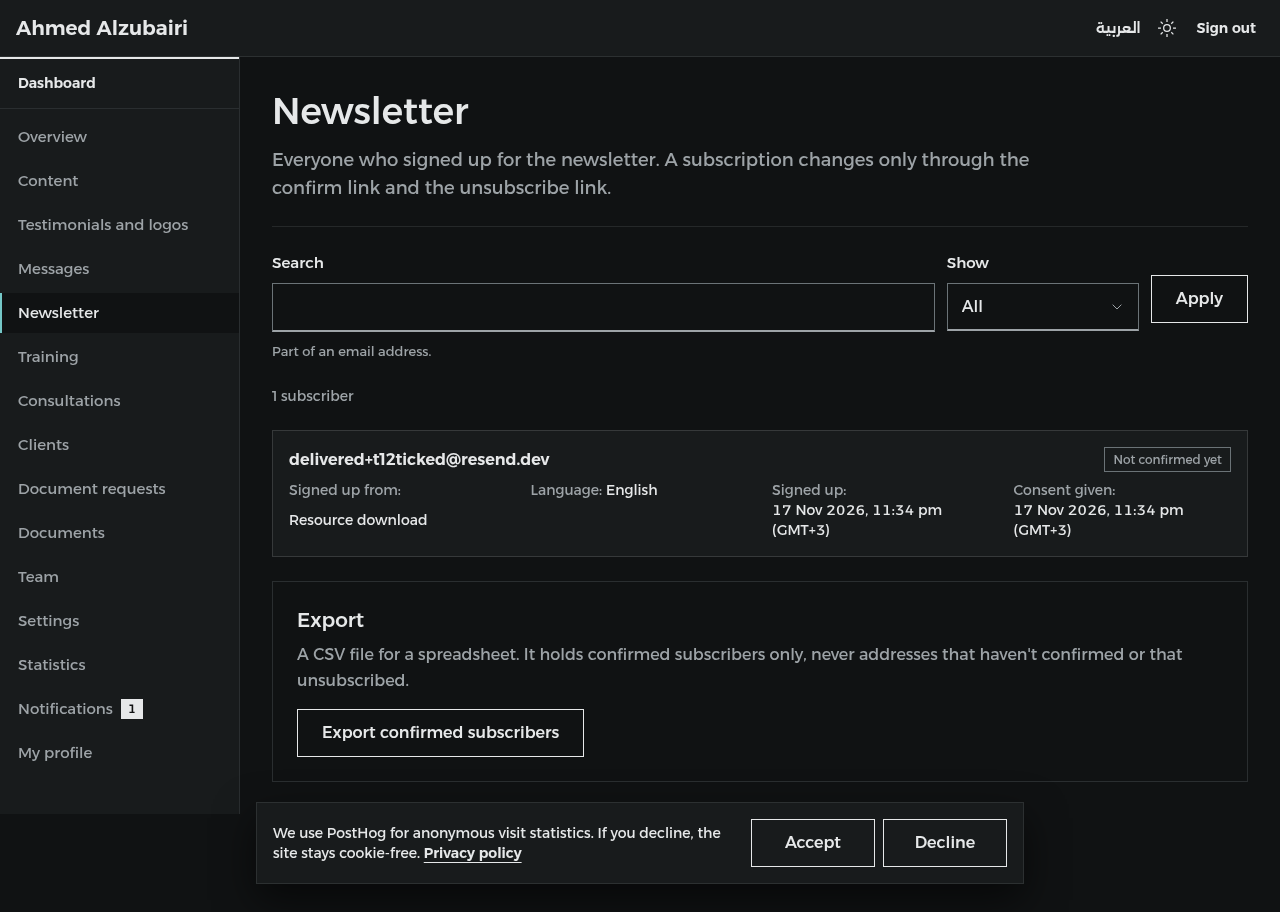 Ahmed Alzubairi
العربية
Sign out
Dashboard
Overview
Content
Testimonials and logos
Messages
Newsletter
Training
Consultations
Clients
Document requests
Documents
Team
Settings
Statistics
Notifications 1
My profile
Newsletter
Everyone who signed up for the newsletter. A subscription changes only through the
confirm link and the unsubscribe link.
Search
Part of an email address.
Show
All
Apply
1 subscriber
delivered+t12ticked@resend.dev
Not confirmed yet
Signed up from:
Resource download
Language: English
Signed up:
17 Nov 2026, 11:34 pm
(GMT+3)
Consent given:
17 Nov 2026, 11:34 pm
(GMT+3)
Export
A CSV file for a spreadsheet. It holds confirmed subscribers only, never addresses that haven't confirmed or that
unsubscribed.
Export confirmed subscribers
We use PostHog for anonymous visit statistics. If you decline, the
site stays cookie-free. Privacy policy
Accept
Decline